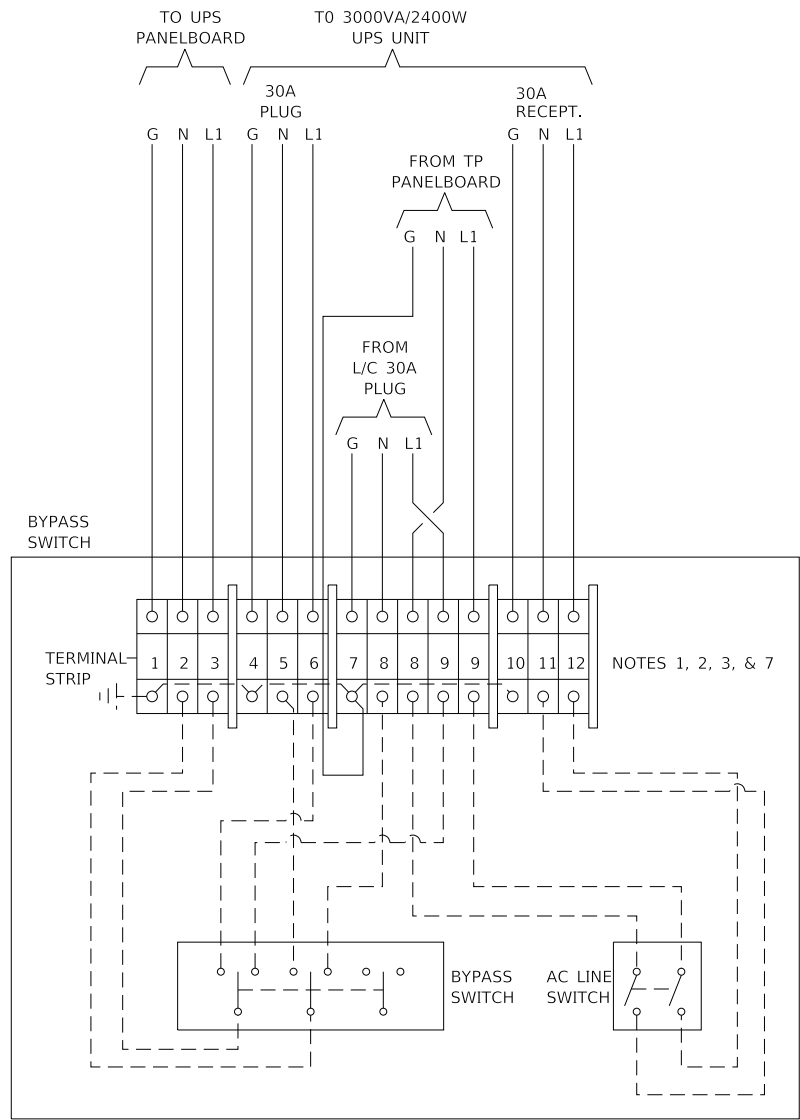 TO UPS
PANELBOARD
T0 3000VA/2400W
UPS UNIT
30A
PLUG
30A
RECEPT.
G N L1 G N L1 G N L1
FROM TP
PANELBOARD
G N L1
FROM
L/C 30A
PLUG
G N L1
BYPASS
SWITCH
TERMINAL
STRIP
1 2 3 4 5 6 7 8 8 9 9 10 11 12
NOTES 1, 2, 3, & 7
BYPASS
SWITCH
AC LINE
SWITCH